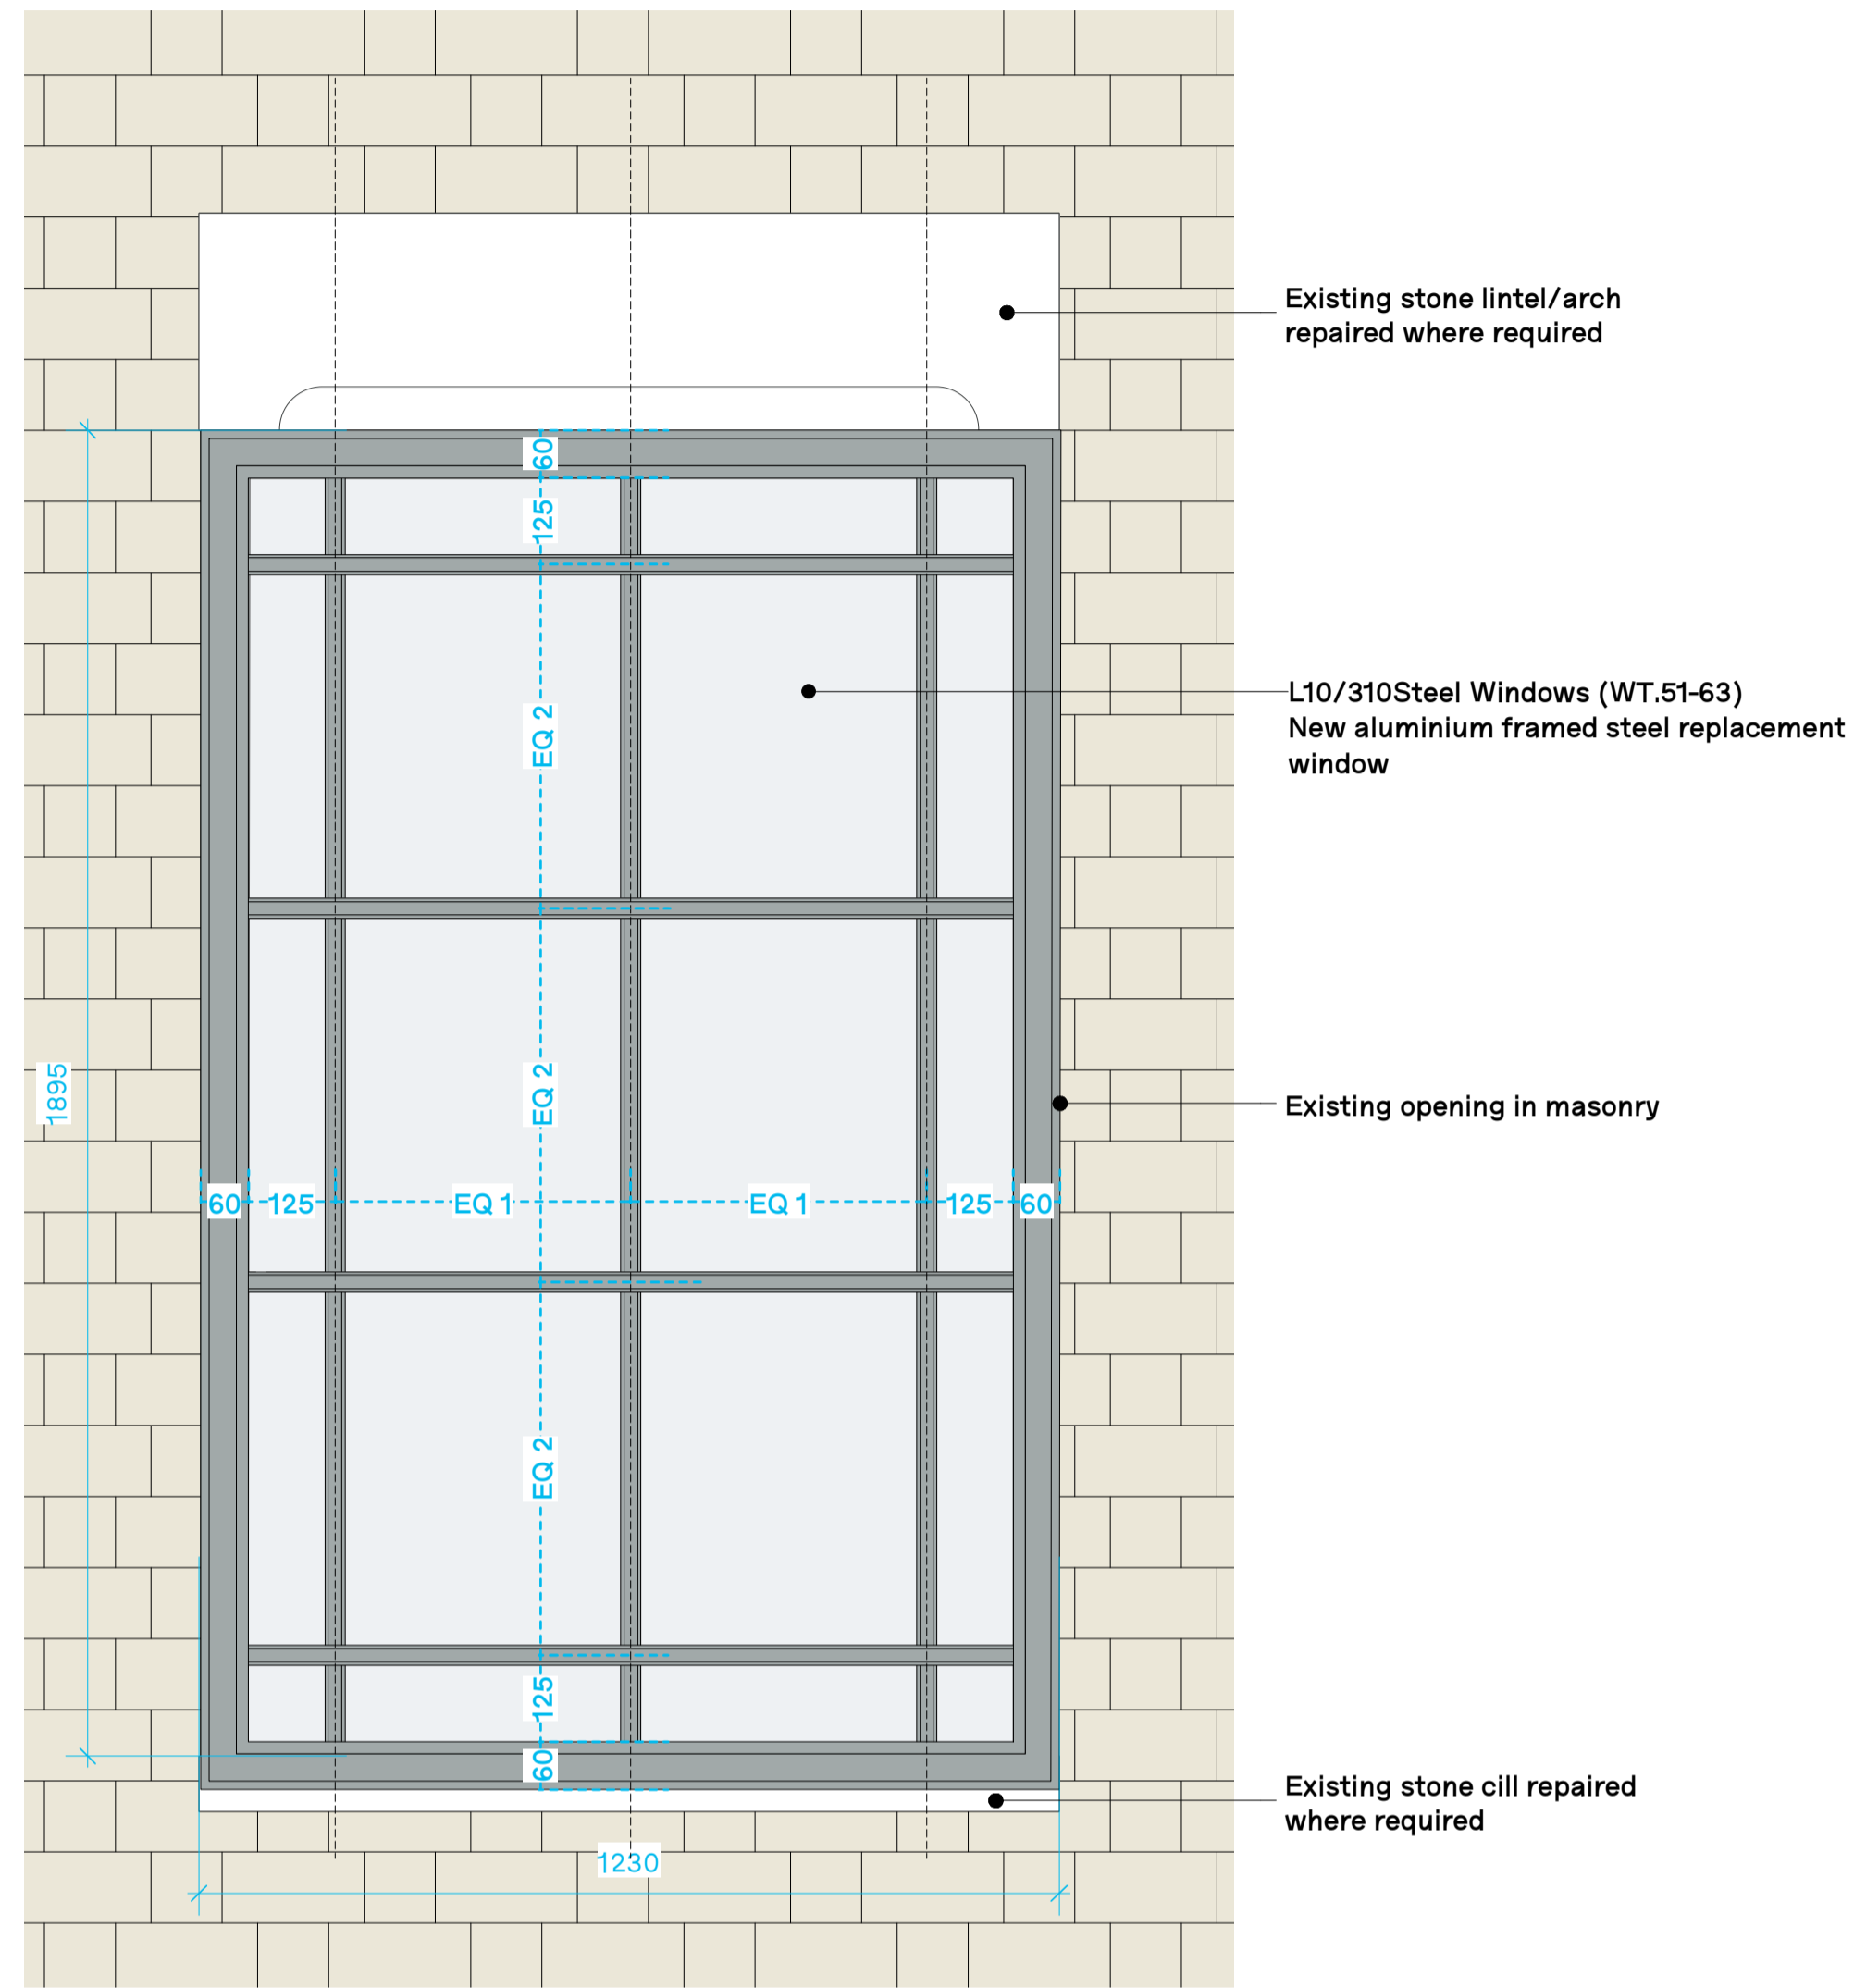 Existing stone lintel/arch
repaired where required
60
125
L10/310Steel Windows (WT.51-63)
New aluminium framed steel replacement
window
EQ 2
1895
EQ 2
Existing opening in masonry
60
125
EQ 1
EQ 1
125
60
EQ 2
125
60
Existing stone cill repaired
where required
1230